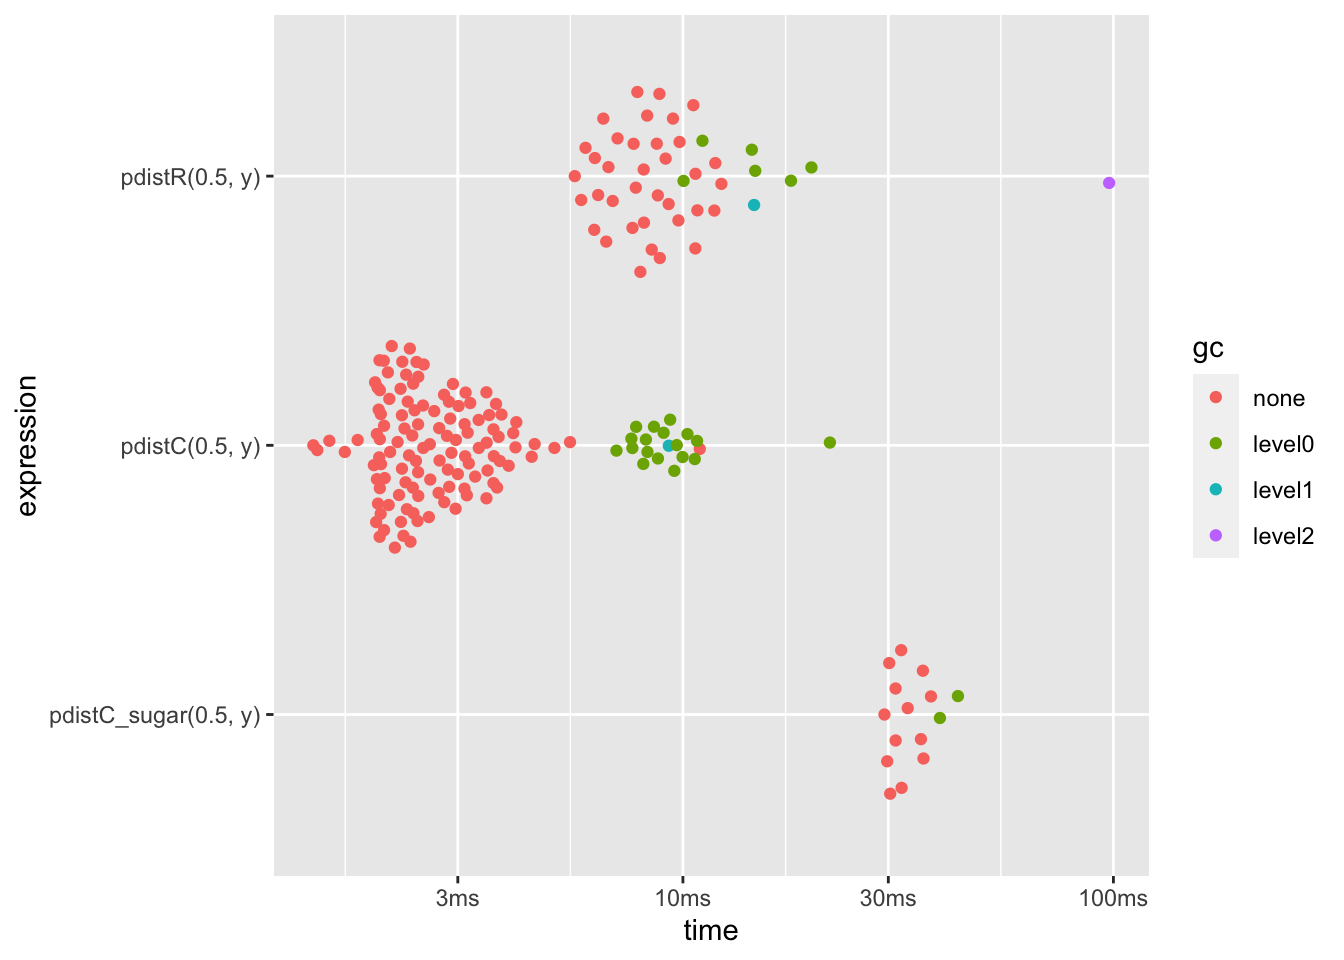 pdistR(0.5, y)
pdistC(0.5, y)
pdistC_sugar(0.5, y)
expression
3ms
10ms
30ms
100ms
time
gc
none
level0
level1
level2